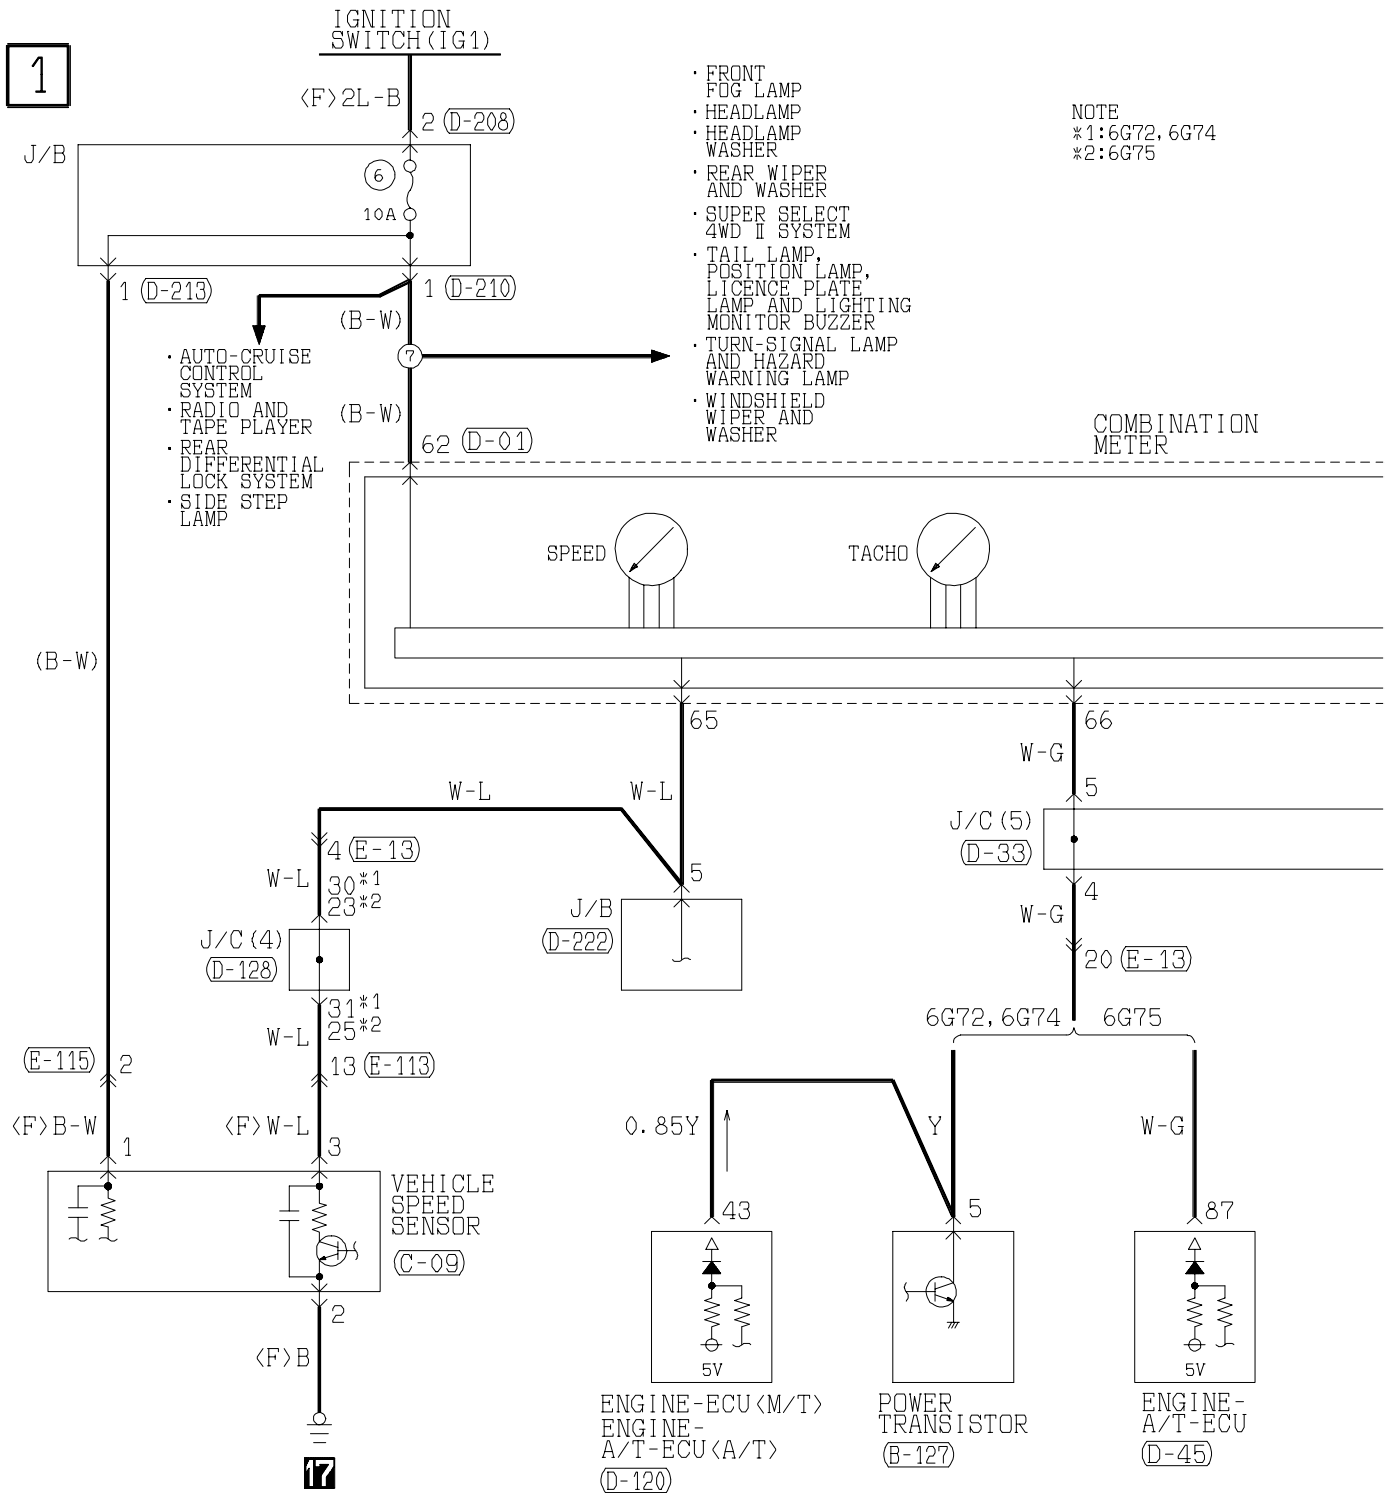 IGNITION
SWITCH(IG1)
1
<F>2L-B
2 (D-208)
J/B
6
10A
1 (D-213)
1 (D-210)
(B-W)
7
· AUTO-CRUISE
CONTROL
SYSTEM
· RADIO AND
TAPE PLAYER
· REAR
DIFFERENTIAL
LOCK SYSTEM
· SIDE STEP
LAMP
(B-W)
62 (D-01)
· FRONT
FOG LAMP
· HEADLAMP
· HEADLAMP
WASHER
· REAR WIPER
AND WASHER
· SUPER SELECT
4WD Ⅱ SYSTEM
· TAIL LAMP,
POSITION LAMP,
LICENCE PLATE
LAMP AND LIGHTING
MONITOR BUZZER
· TURN-SIGNAL LAMP
AND HAZARD
WARNING LAMP
· WINDSHIELD
WIPER AND
WASHER
NOTE
*1:6G72,6G74
*2:6G75
COMBINATION
METER
SPEED
TACHO
(B-W)
65
66
W-G
W-L
W-L
5
J/C(5)
(D-33)
4 (E-13)
W-L
30*1
23*2
5
J/B
(D-222)
4
W-G
J/C(4)
(D-128)
20 (E-13)
31*1
25*2
W-L
6G72,6G74
6G75
(E-115) 2
13 (E-113)
<F>B-W
1
<F>W-L
3
0.85Y
Y
W-G
VEHICLE
SPEED
SENSOR
(C-09)
43
5
87
2
<F>B
5V
5V
17
ENGINE-ECU<M/T>
ENGINE-
A/T-ECU<A/T>
(D-120)
POWER
TRANSISTOR
(B-127)
ENGINE-
A/T-ECU
(D-45)